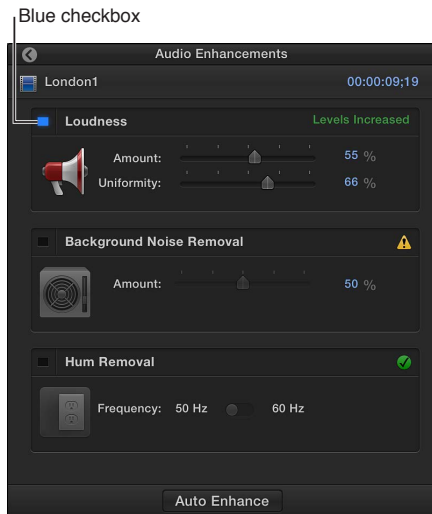 Blue checkbox
Audio Enhancements
London1 00:00:09;19
Loudness Levels Increased
Amount: 55 %
Uniformity: 66 %
Background Noise Removal
Amount: 50 %
Hum Removal
Frequency: 50 Hz 60 Hz
Auto Enhance